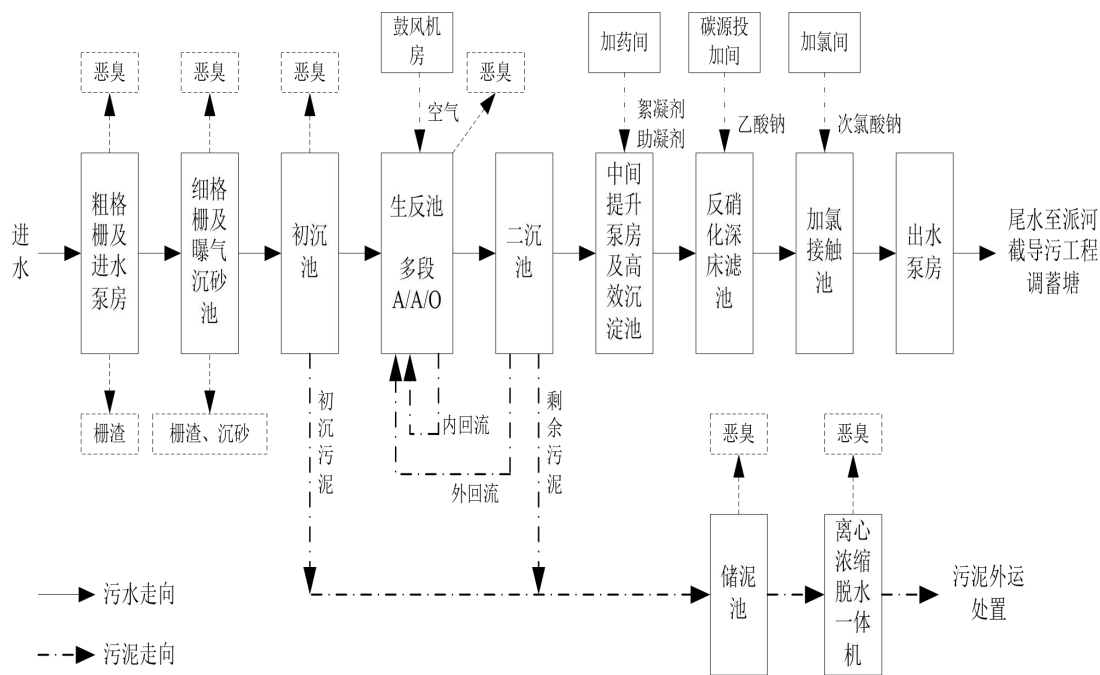 鼓风机
房
加药间
碳源投
加间
加氯间
恶臭
恶臭
恶臭
恶臭
空气
絮凝剂
助凝剂
乙酸钠
次氯酸钠
进
水
粗格
栅及
进水
泵房
细格
栅及
曝气
沉砂
池
初沉
池
生反池
多段
A/A/O
二沉
池
中间
提升
泵房
及高
效沉
淀池
反硝
化深
床滤
池
加氯
接触
池
出水
泵房
尾水至派河
截导污工程
调蓄塘
栅渣
栅渣、沉砂
初
沉
污
泥
内回流
外回流
剩
余
污
泥
恶臭
恶臭
储泥
池
离心
浓缩
脱水
一体
机
污泥外运
处置
污水走向
污泥走向